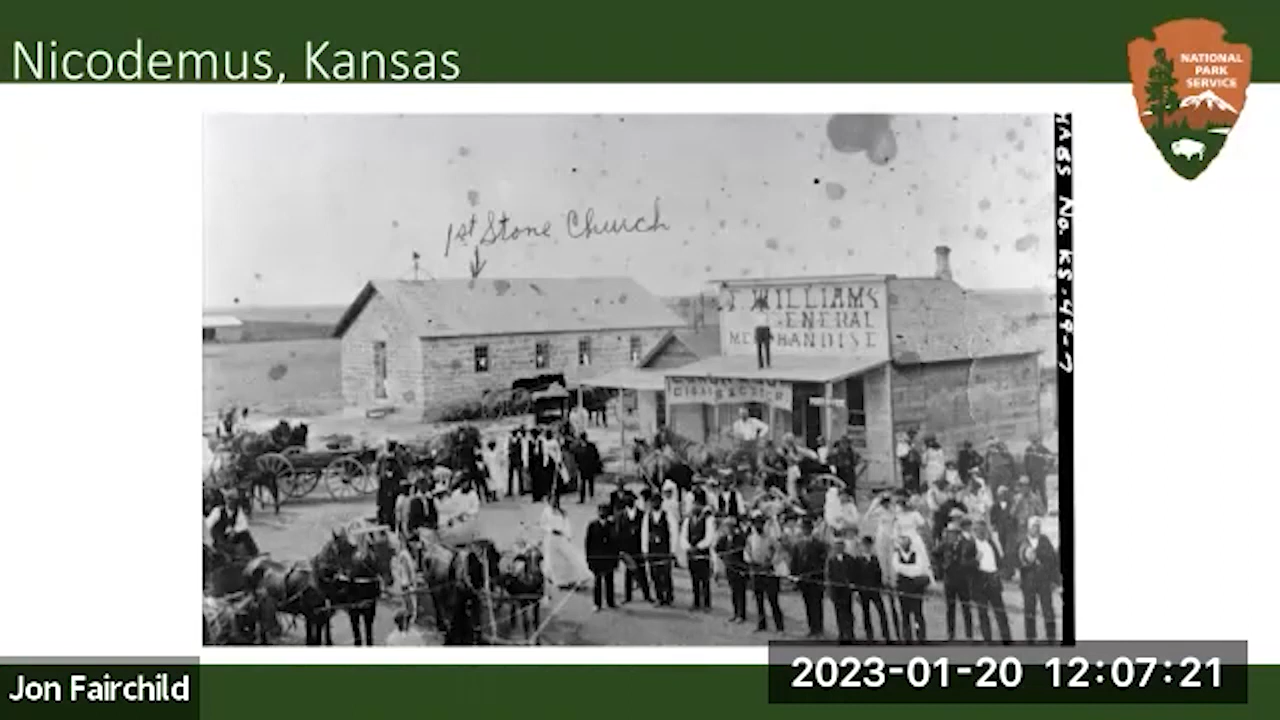 Nicodemus, Kansas
NATIONAL
PARK
SERVICE
1st Stone Church
HABS No. KS-49-7
T. WILLIAMS
GENERAL
MERCHANDISE
Jon Fairchild
2023-01-20 12:07:21